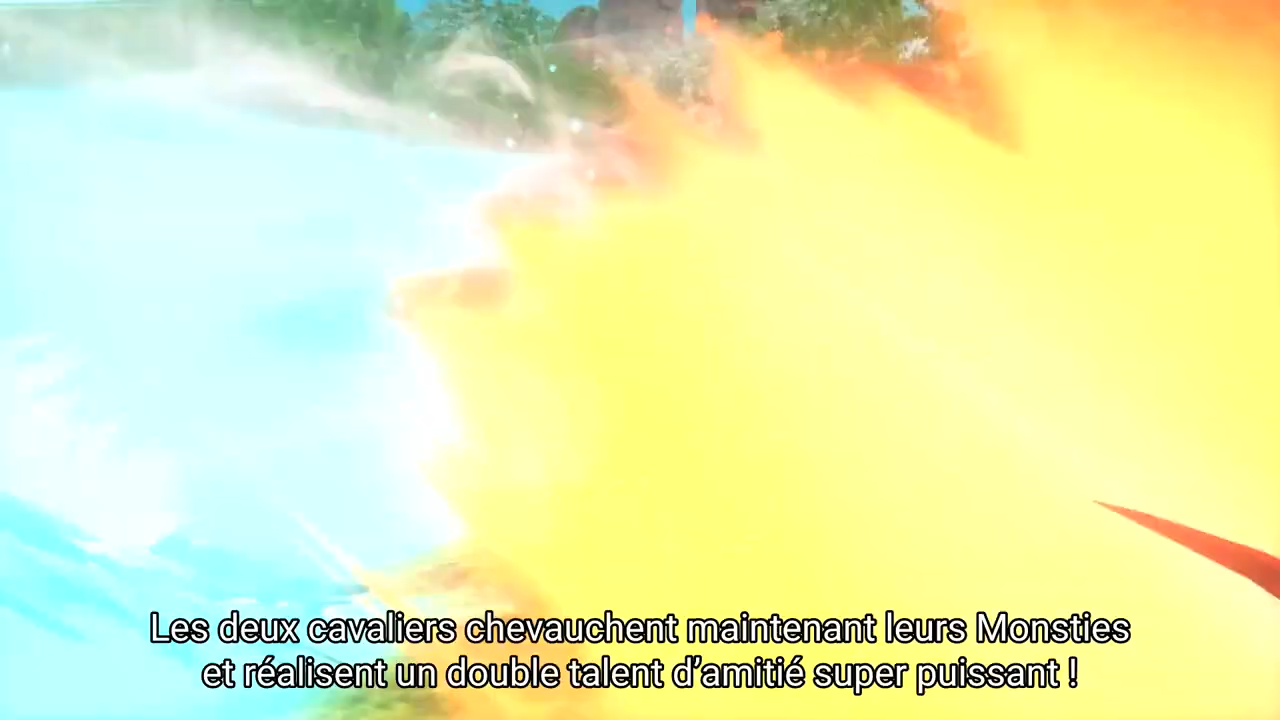 Les deux cavaliers chevauchent maintenant leurs Monsties
et réalisent un double talent d’amitié super puissant !